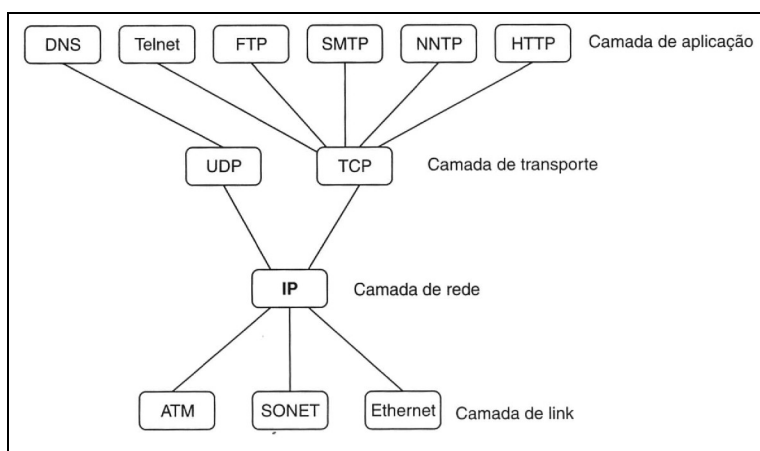 DNS Telnet FTP SMTP NNTP HTTP Camada de aplicação
UDP TCP Camada de transporte
IP Camada de rede
ATM SONET Ethernet Camada de link